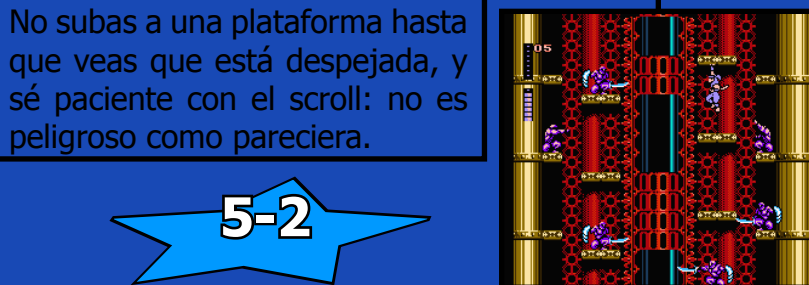 No subas a una plataforma hasta
que veas que está despejada, y
sé paciente con el scroll: no es
peligroso como pareciera.
5-2
05